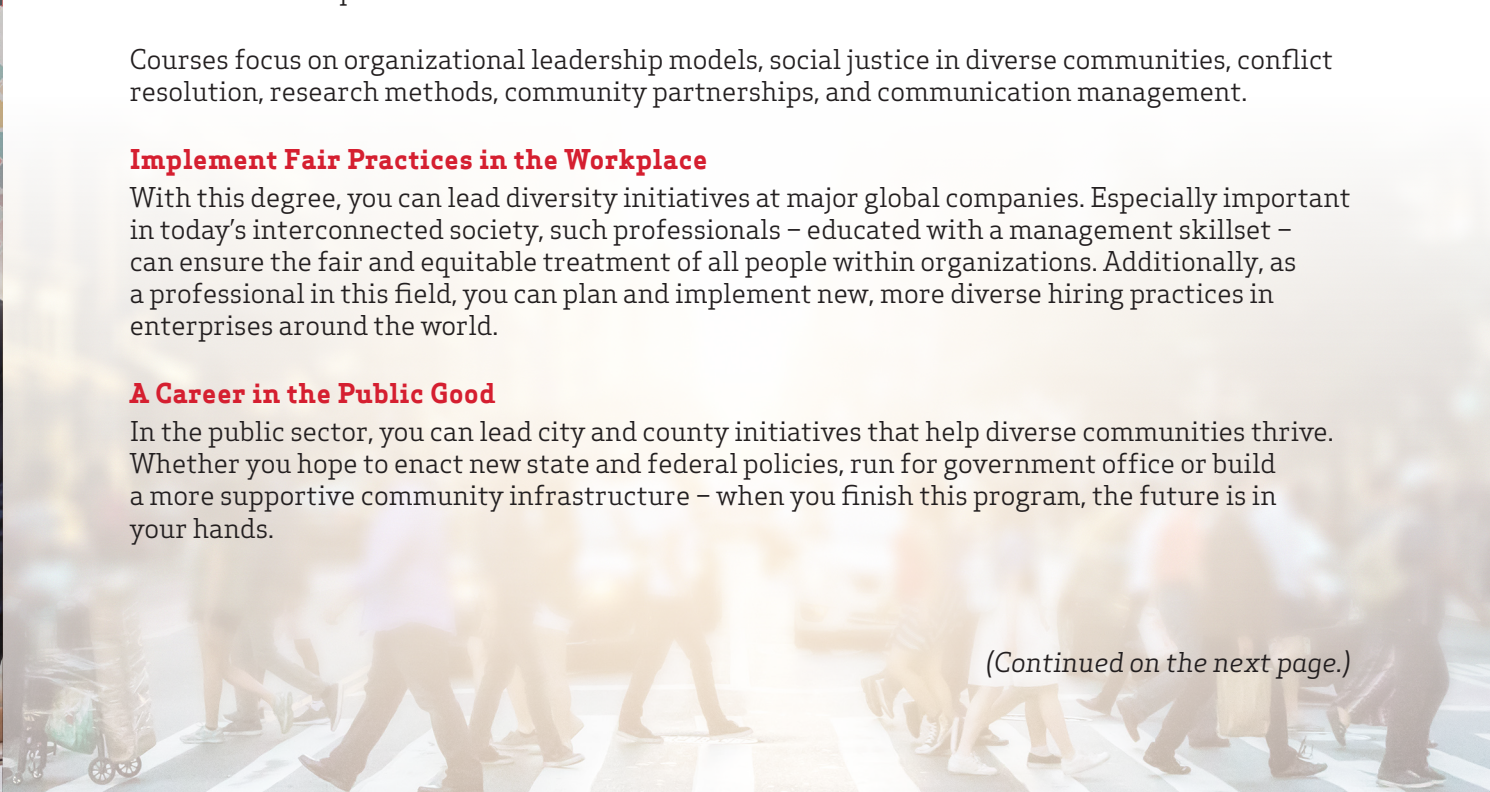 Courses focus on organizational leadership models, social justice in diverse communities, conflict
resolution, research methods, community partnerships, and communication management.
Implement Fair Practices in the Workplace
With this degree, you can lead diversity initiatives at major global companies. Especially important
in today’s interconnected society, such professionals – educated with a management skillset –
can ensure the fair and equitable treatment of all people within organizations. Additionally, as
a professional in this field, you can plan and implement new, more diverse hiring practices in
enterprises around the world.
A Career in the Public Good
In the public sector, you can lead city and county initiatives that help diverse communities thrive.
Whether you hope to enact new state and federal policies, run for government office or build
a more supportive community infrastructure – when you finish this program, the future is in
your hands.
(Continued on the next page.)